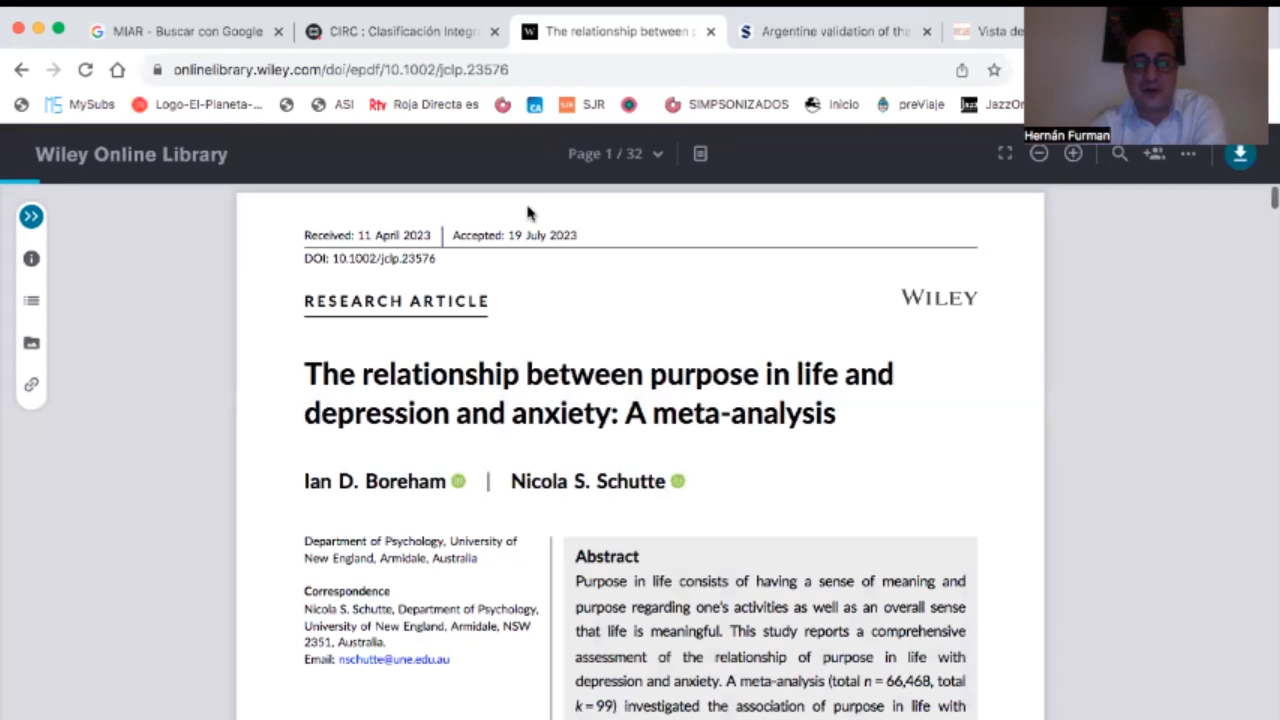 MIAR - Buscar con Google
CIRC : Clasificación Integr
The relationship between p
Argentine validation of the
Vista de
onlinelibrary.wiley.com/doi/epdf/10.1002/jclp.23576
MySubs
Logo-El-Planeta-...
ASI
Roja Directa es
SJR
SIMPSONIZADOS
Inicio
preViaje
Hernán Furman
Wiley Online Library
Page 1 / 32
Received: 11 April 2023 | Accepted: 19 July 2023
DOI: 10.1002/jclp.23576
RESEARCH ARTICLE
WILEY
The relationship between purpose in life and
depression and anxiety: A meta-analysis
Ian D. Boreham | Nicola S. Schutte
Department of Psychology, University of
New England, Armidale, Australia
Correspondence
Nicola S. Schutte, Department of Psychology,
University of New England, Armidale, NSW
2351, Australia.
Email: nschutte@une.edu.au
Abstract
Purpose in life consists of having a sense of meaning and
purpose regarding one's activities as well as an overall sense
that life is meaningful. This study reports a comprehensive
assessment of the relationship of purpose in life with
depression and anxiety. A meta-analysis (total n = 66,468, total
k = 99) investigated the association of purpose in life with